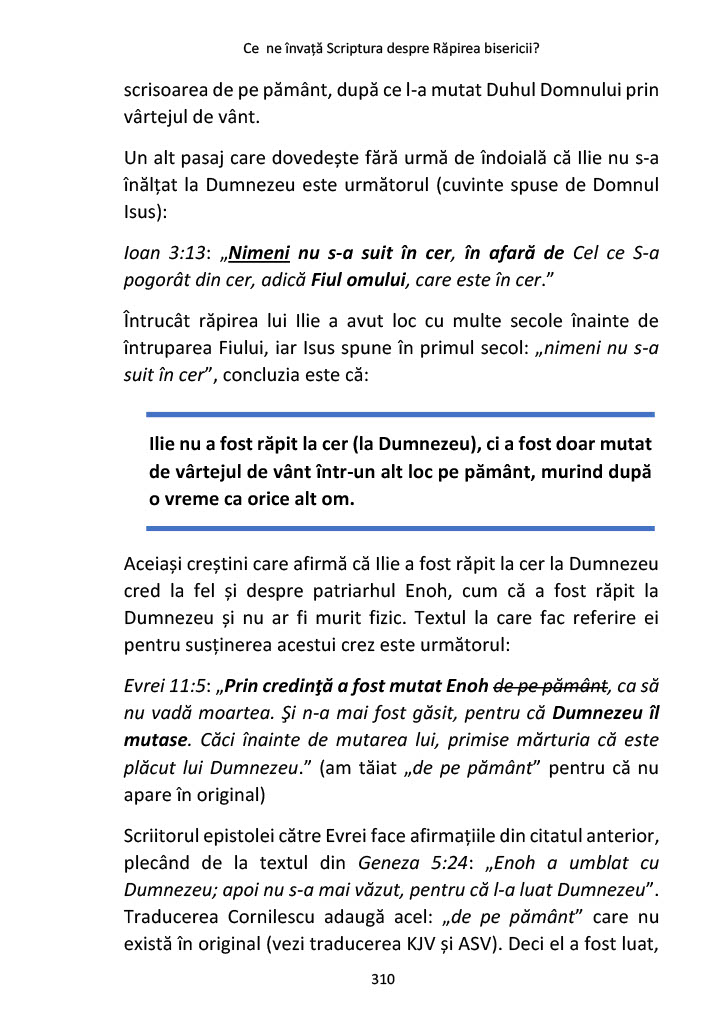 Ce  ne învață Scriptura despre Răpirea bisericii?
scrisoarea de pe pământ, după ce l-a mutat Duhul Domnului prin
vârtejul de vânt.
Un alt pasaj care dovedește fără urmă de îndoială că Ilie nu s-a
înălțat la Dumnezeu este următorul (cuvinte spuse de Domnul
Isus):
Ioan 3:13: „Nimeni nu s-a suit în cer, în afară de Cel ce S-a
pogorât din cer, adică Fiul omului, care este în cer.”
Întrucât răpirea lui Ilie a avut loc cu multe secole înainte de
întruparea Fiului, iar Isus spune în primul secol: „nimeni nu s-a
suit în cer”, concluzia este că:
Ilie nu a fost răpit la cer (la Dumnezeu), ci a fost doar mutat
de vârtejul de vânt într-un alt loc pe pământ, murind după
o vreme ca orice alt om.
Aceiași creștini care afirmă că Ilie a fost răpit la cer la Dumnezeu
cred la fel și despre patriarhul Enoh, cum că a fost răpit la
Dumnezeu și nu ar fi murit fizic. Textul la care fac referire ei
pentru susținerea acestui crez este următorul:
Evrei 11:5: „Prin credinţă a fost mutat Enoh de pe pământ, ca să
nu vadă moartea. Şi n-a mai fost găsit, pentru că Dumnezeu îl
mutase. Căci înainte de mutarea lui, primise mărturia că este
plăcut lui Dumnezeu.” (am tăiat „de pe pământ” pentru că nu
apare în original)
Scriitorul epistolei către Evrei face afirmațiile din citatul anterior,
plecând de la textul din Geneza 5:24: „Enoh a umblat cu
Dumnezeu; apoi nu s-a mai văzut, pentru că l-a luat Dumnezeu”.
Traducerea Cornilescu adaugă acel: „de pe pământ” care nu
există în original (vezi traducerea KJV și ASV). Deci el a fost luat,
310